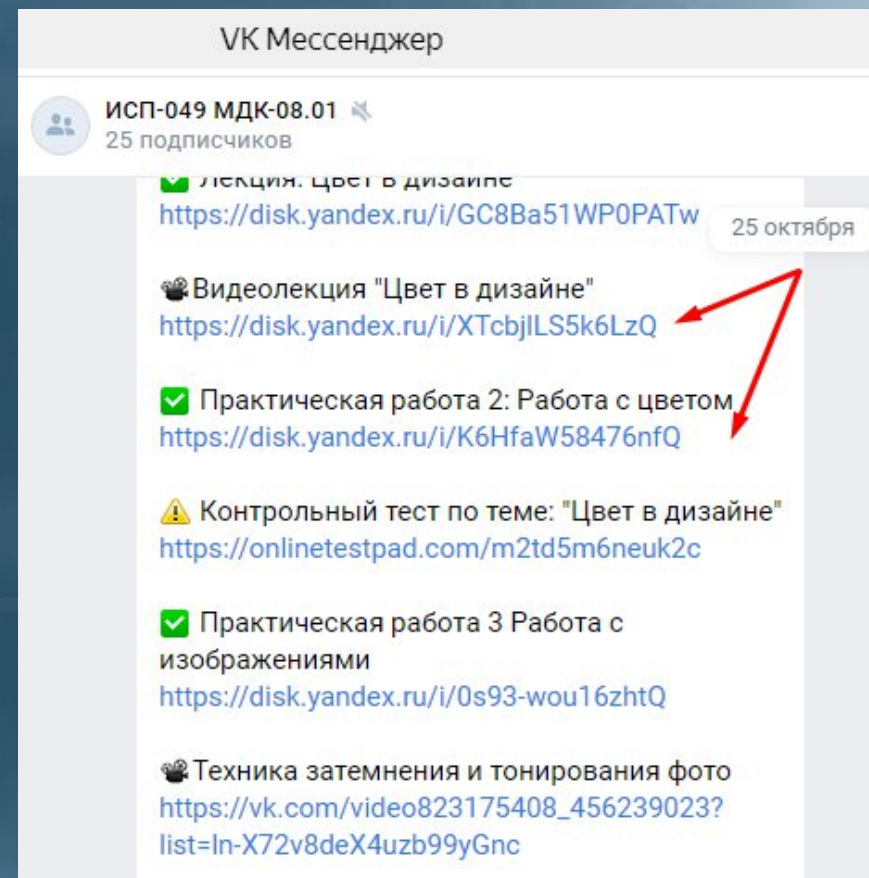 VK Мессенджер
ИСП-049 МДК-08.01
25 подписчиков
✅ Лекция. Цвет в дизайне
https://disk.yandex.ru/i/GC8Ba51WP0PATw
25 октября
📽Видеолекция "Цвет в дизайне"
https://disk.yandex.ru/i/XTcbjlLS5k6LzQ
✅ Практическая работа 2: Работа с цветом
https://disk.yandex.ru/i/K6HfaW58476nfQ
⚠️ Контрольный тест по теме: "Цвет в дизайне"
https://onlinetestpad.com/m2td5m6neuk2c
✅ Практическая работа 3 Работа с
изображениями
https://disk.yandex.ru/i/0s93-wou16zhtQ
📽Техника затемнения и тонирования фото
https://vk.com/video823175408_456239023?
list=ln-X72v8deX4uzb99yGnc